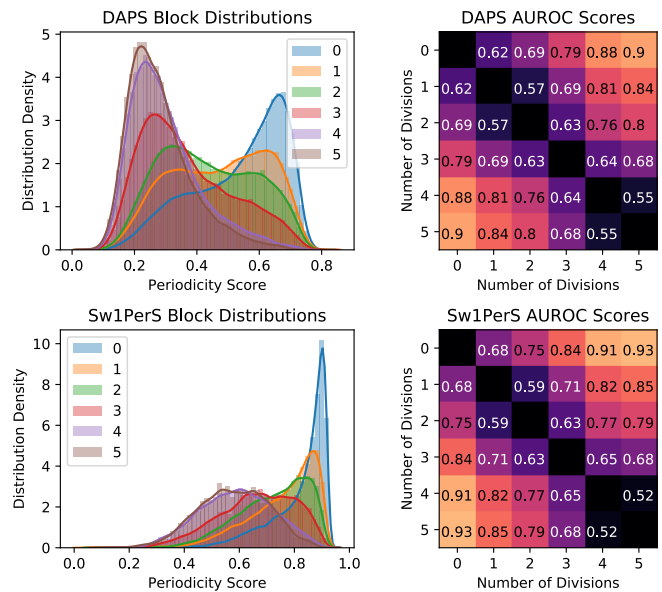 DAPS Block Distributions
5
4
3
2
1
0
Distribution Density
0
1
2
3
4
5
0.0 0.2 0.4 0.6 0.8
Periodicity Score
DAPS AUROC Scores
Number of Divisions
0 0.62 0.69 0.79 0.88 0.9
1 0.62 0.57 0.69 0.81 0.84
2 0.69 0.57 0.63 0.76 0.8
3 0.79 0.69 0.63 0.64 0.68
4 0.88 0.81 0.76 0.64 0.55
5 0.9 0.84 0.8 0.68 0.55
0 1 2 3 4 5
Number of Divisions
Sw1PerS Block Distributions
10
8
6
4
2
0
Distribution Density
0
1
2
3
4
5
0.0 0.2 0.4 0.6 0.8 1.0
Periodicity Score
Sw1PerS AUROC Scores
Number of Divisions
0 0.68 0.75 0.84 0.91 0.93
1 0.68 0.59 0.71 0.82 0.85
2 0.75 0.59 0.63 0.77 0.79
3 0.84 0.71 0.63 0.65 0.68
4 0.91 0.82 0.77 0.65 0.52
5 0.93 0.85 0.79 0.68 0.52
0 1 2 3 4 5
Number of Divisions